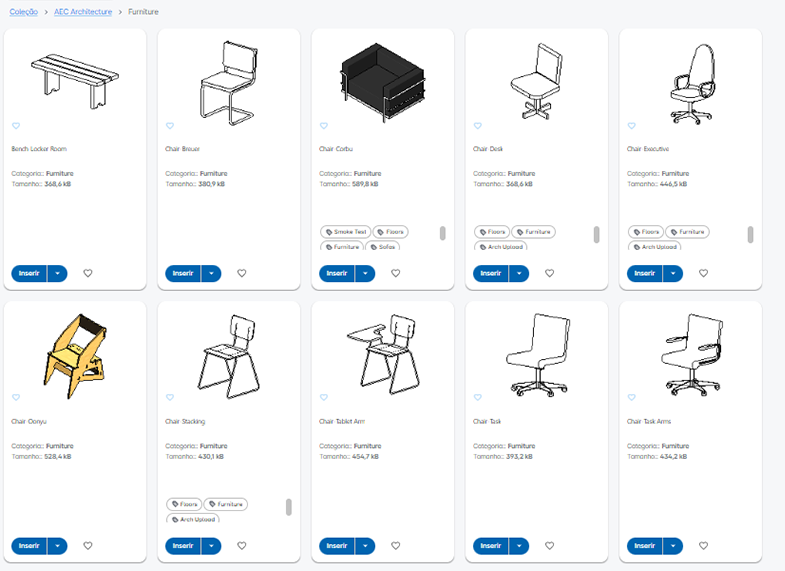 Coleção > AEC Architecture > Furniture
Bench Locker Room
Categoria:: Furniture
Tamanho:: 368,6 kB
Inserir
Chair Breuer
Categoria:: Furniture
Tamanho:: 380,9 kB
Inserir
Chair Corbu
Categoria:: Furniture
Tamanho:: 589,8 kB
Smoke Test Floors
Furniture Sofas
Inserir
Chair Desk
Categoria:: Furniture
Tamanho:: 368,6 kB
Floors Furniture
Arch Upload
Inserir
Chair Executive
Categoria:: Furniture
Tamanho:: 446,5 kB
Floors Furniture
Arch Upload
Inserir
Chair Oonyu
Categoria:: Furniture
Tamanho:: 528,4 kB
Inserir
Chair Stacking
Categoria:: Furniture
Tamanho:: 430,1 kB
Floors Furniture
Arch Upload
Inserir
Chair Tablet Arm
Categoria:: Furniture
Tamanho:: 454,7 kB
Inserir
Chair Task
Categoria:: Furniture
Tamanho:: 393,2 kB
Inserir
Chair Task Arms
Categoria:: Furniture
Tamanho:: 434,2 kB
Inserir